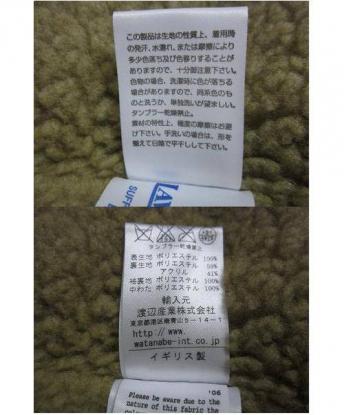 この製品は生地の性質上、着用時
の発汗、水濡れ、または摩擦により
多少色落ち及び色移りすることが
ありますので、十分御注意下さい。
色物の場合、洗濯時に色が落ちる
場合がありますので、同系色のも
のと洗うか、単独洗いが望ましい。
タンブラー乾燥禁止。
素材の特性上、極度の摩擦はお避
け下さい。手洗いの場合は、形を
整えて日陰で平干しして下さい。
タンブラー乾燥禁止
表生地 ポリエステル 100%
裏生地 ポリエステル 59%
アクリル 41%
袖裏地 ポリエステル 100%
中わた ポリエステル 100%
輸入元
渡辺産業株式会社
東京都港区南青山5-14-1
http://www.
watanabe-int.co.jp
イギリス製
'06
Please be aware due to the
nature of this fabric the